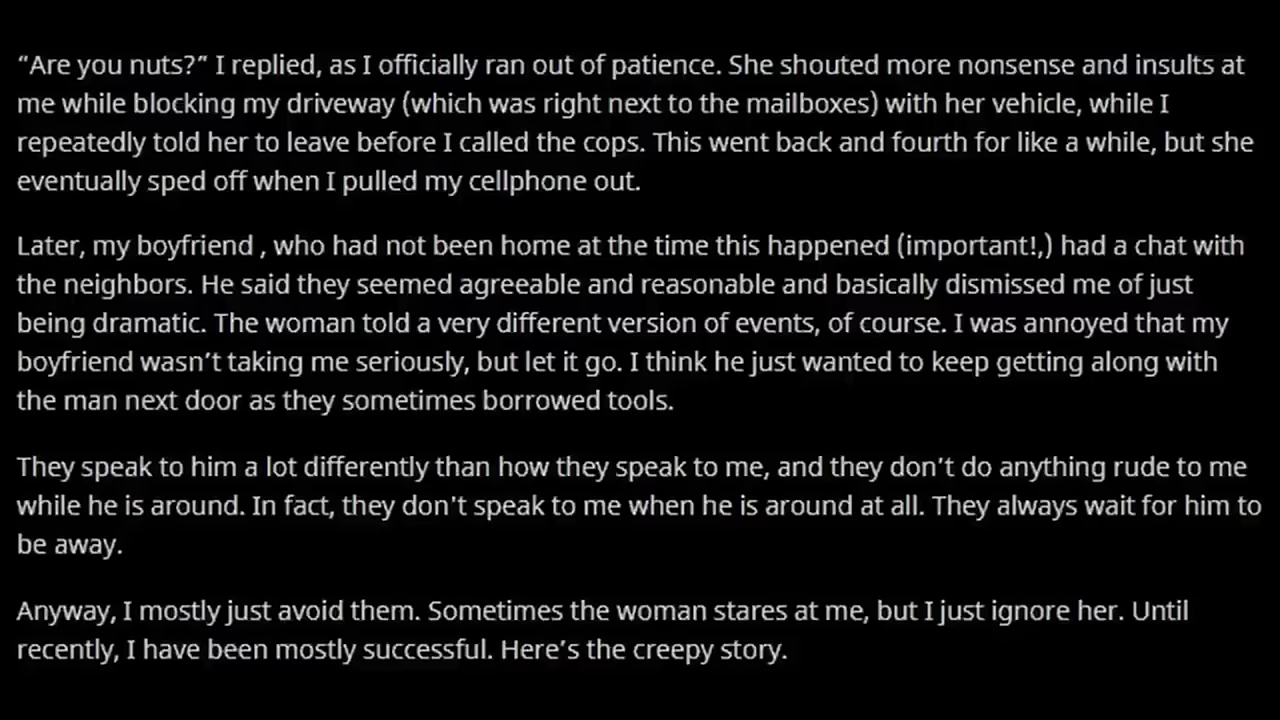 “Are you nuts?” I replied, as I officially ran out of patience. She shouted more nonsense and insults at
me while blocking my driveway (which was right next to the mailboxes) with her vehicle, while I
repeatedly told her to leave before I called the cops. This went back and fourth for like a while, but she
eventually sped off when I pulled my cellphone out.
Later, my boyfriend , who had not been home at the time this happened (important!,) had a chat with
the neighbors. He said they seemed agreeable and reasonable and basically dismissed me of just
being dramatic. The woman told a very different version of events, of course. I was annoyed that my
boyfriend wasn’t taking me seriously, but let it go. I think he just wanted to keep getting along with
the man next door as they sometimes borrowed tools.
They speak to him a lot differently than how they speak to me, and they don’t do anything rude to me
while he is around. In fact, they don't speak to me when he is around at all. They always wait for him to
be away.
Anyway, I mostly just avoid them. Sometimes the woman stares at me, but I just ignore her. Until
recently, I have been mostly successful. Here’s the creepy story.